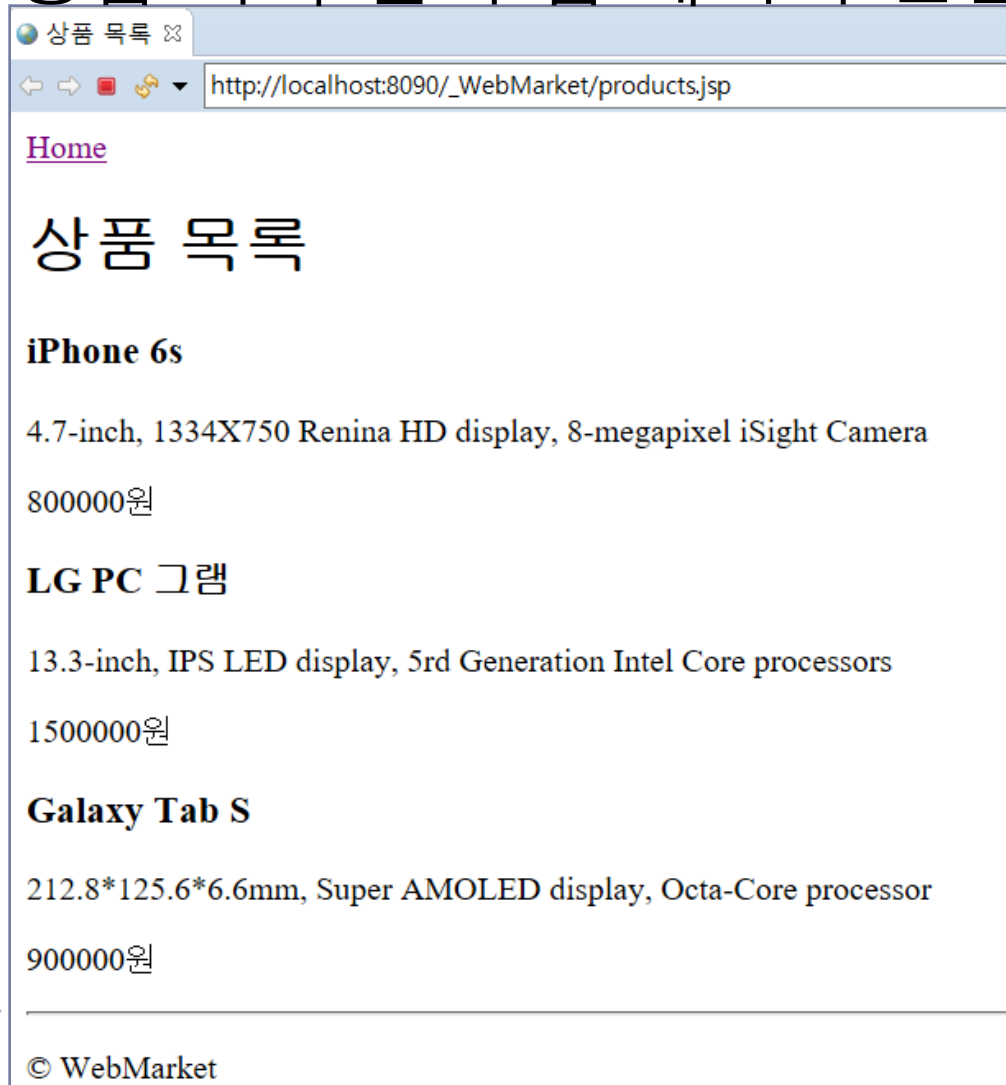 상품 목록
http://localhost:8090/_WebMarket/products.jsp
Home
상품 목록
iPhone 6s
4.7-inch, 1334X750 Renina HD display, 8-megapixel iSight Camera
800000원
LG PC 그램
13.3-inch, IPS LED display, 5rd Generation Intel Core processors
1500000원
Galaxy Tab S
212.8*125.6*6.6mm, Super AMOLED display, Octa-Core processor
900000원
© WebMarket